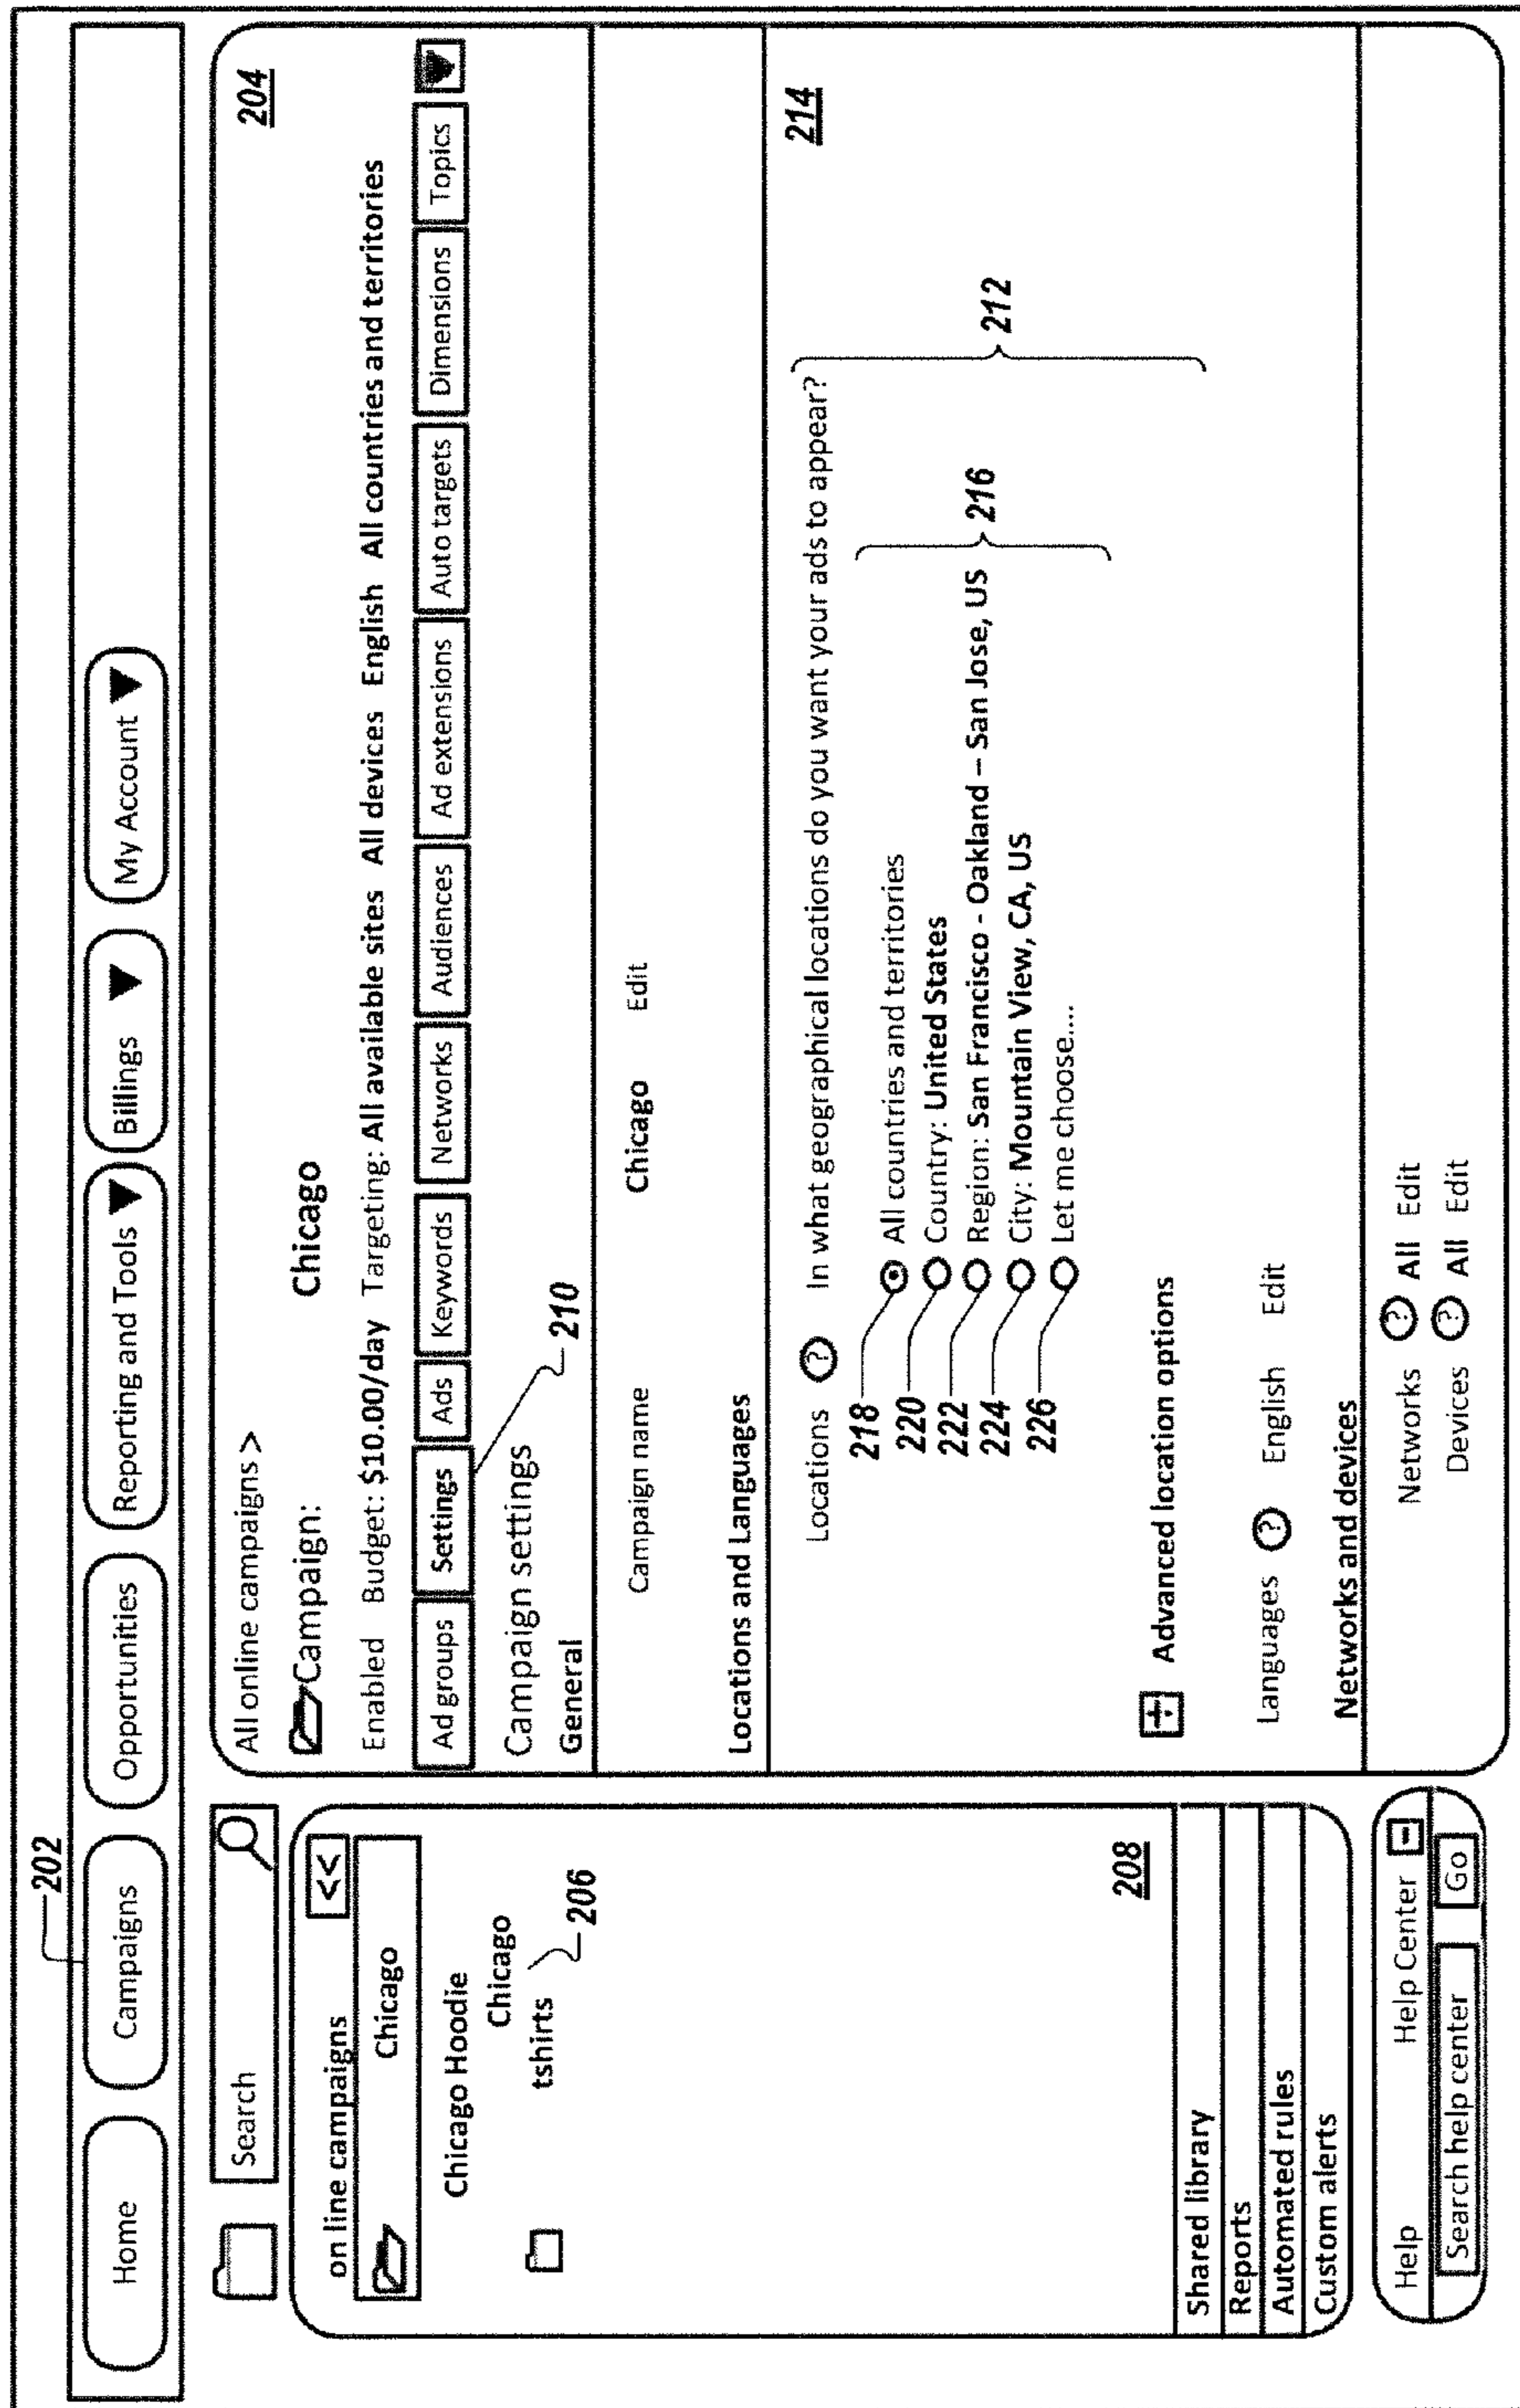 202
Home Campaigns Opportunities Reporting and Tools Billings My Account
Search
on line campaigns <<
Chicago
Chicago Hoodie
Chicago
tshirts
206
208
Shared library
Reports
Automated rules
Custom alerts
Help Help Center
Search help center Go
All online campaigns >
204
Campaign: Chicago
Enabled Budget: $10.00/day Targeting: All available sites All devices English All countries and territories
Ad groups Settings Ads Keywords Networks Audiences Ad extensions Auto targets Dimensions Topics
210
Campaign settings
General
Campaign name Chicago Edit
Locations and Languages
214
Locations ? In what geographical locations do you want your ads to appear?
212
218 All countries and territories
220 Country: United States
216
222 Region: San Francisco - Oakland – San Jose, US
224 City: Mountain View, CA, US
226 Let me choose....
Advanced location options
Languages ? English Edit
Networks and devices
Networks ? All Edit
Devices ? All Edit